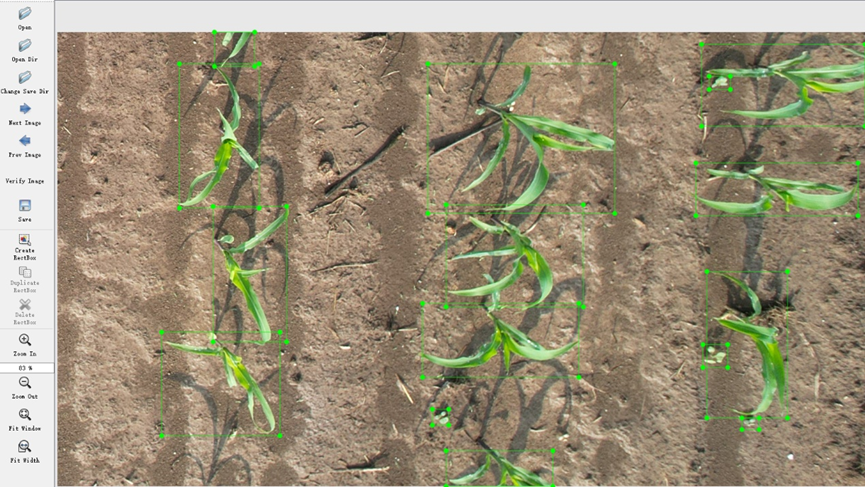 Open
Open Dir
Change Save Dir
Next Image
Prev Image
Verify Image
Save
Create
RectBox
Duplicate
RectBox
Delete
RectBox
Zoom In
83 %
Zoom Out
Fit Window
Fit Width